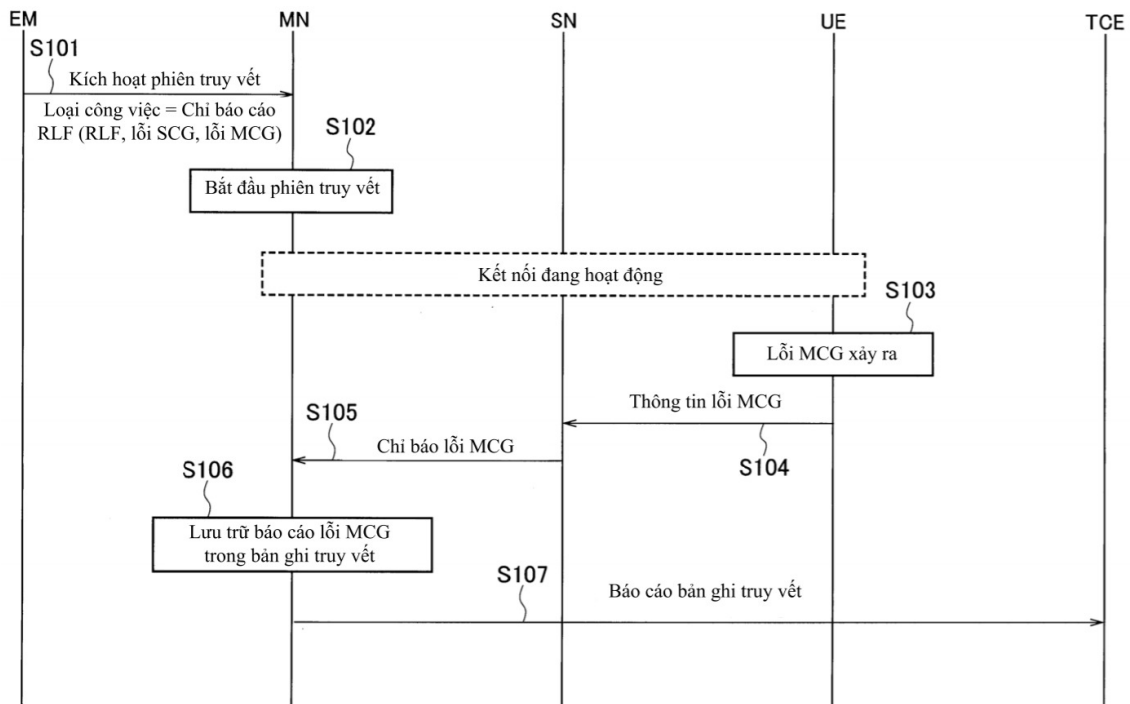 EM MN SN UE TCE
S101
Kích hoạt phiên truy vết
Loại công việc = Chỉ báo cáo
RLF (RLF, lỗi SCG, lỗi MCG)
S102
Bắt đầu phiên truy vết
Kết nối đang hoạt động
S103
Lỗi MCG xảy ra
Thông tin lỗi MCG
S104
S105
Chỉ báo lỗi MCG
S106
Lưu trữ báo cáo lỗi MCG
trong bản ghi truy vết
S107
Báo cáo bản ghi truy vết